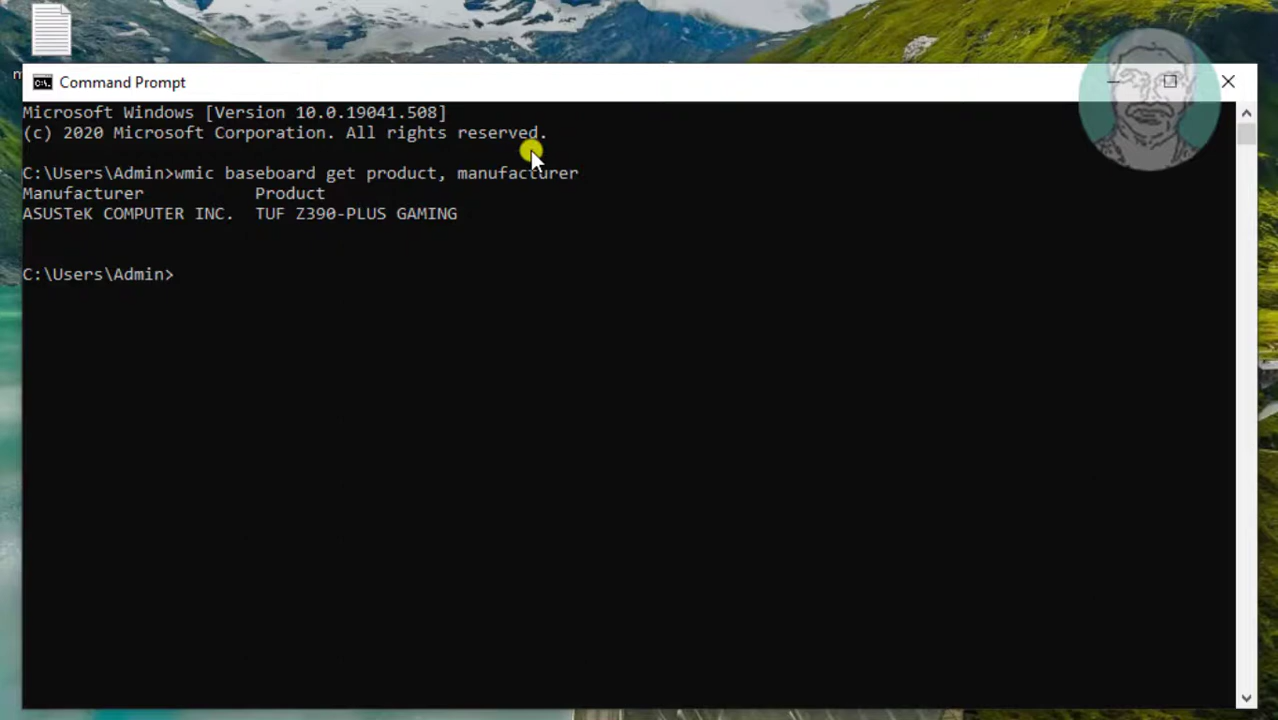 Command Prompt
Microsoft Windows [Version 10.0.19041.508]
(c) 2020 Microsoft Corporation. All rights reserved.
C:\Users\Admin>wmic baseboard get product, manufacturer
Manufacturer Product
ASUSTeK COMPUTER INC. TUF Z390-PLUS GAMING
C:\Users\Admin>